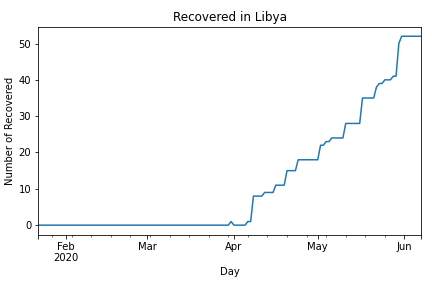 Recovered in Libya
50
40
30
20
10
0
Number of Recovered
Feb
2020
Mar
Apr
May
Jun
Day